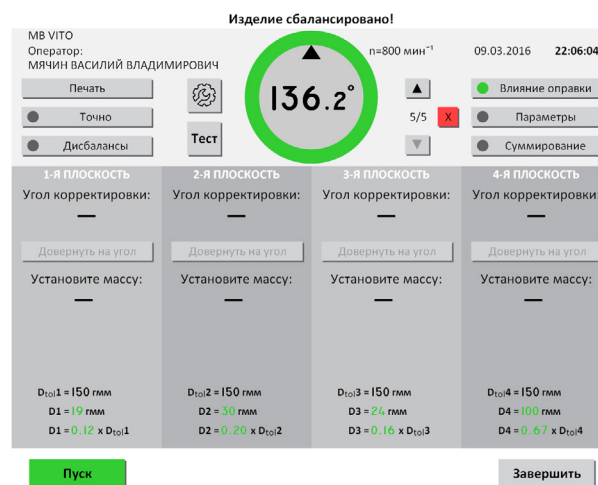 Изделие сбалансировано!
MB VITO
Оператор:
МЯЧИН ВАСИЛИЙ ВЛАДИМИРОВИЧ
n=800 мин⁻¹
09.03.2016 22:06:04
136.2°
Печать
Точно
Дисбалансы
Тест
5/5 X
Влияние оправки
Параметры
Суммирование
1-Я ПЛОСКОСТЬ
Угол корректировки:
—
Довернуть на угол
Установите массу:
—
Dtol1 = 150 гмм
D1 = 19 гмм
D1 = 0.12 x Dtol1
2-Я ПЛОСКОСТЬ
Угол корректировки:
—
Довернуть на угол
Установите массу:
—
Dtol2 = 150 гмм
D2 = 30 гмм
D2 = 0.20 x Dtol2
3-Я ПЛОСКОСТЬ
Угол корректировки:
—
Довернуть на угол
Установите массу:
—
Dtol3 = 150 гмм
D3 = 24 гмм
D3 = 0.16 x Dtol3
4-Я ПЛОСКОСТЬ
Угол корректировки:
—
Довернуть на угол
Установите массу:
—
Dtol4 = 150 гмм
D4 = 100 гмм
D4 = 0.67 x Dtol4
Пуск
Завершить